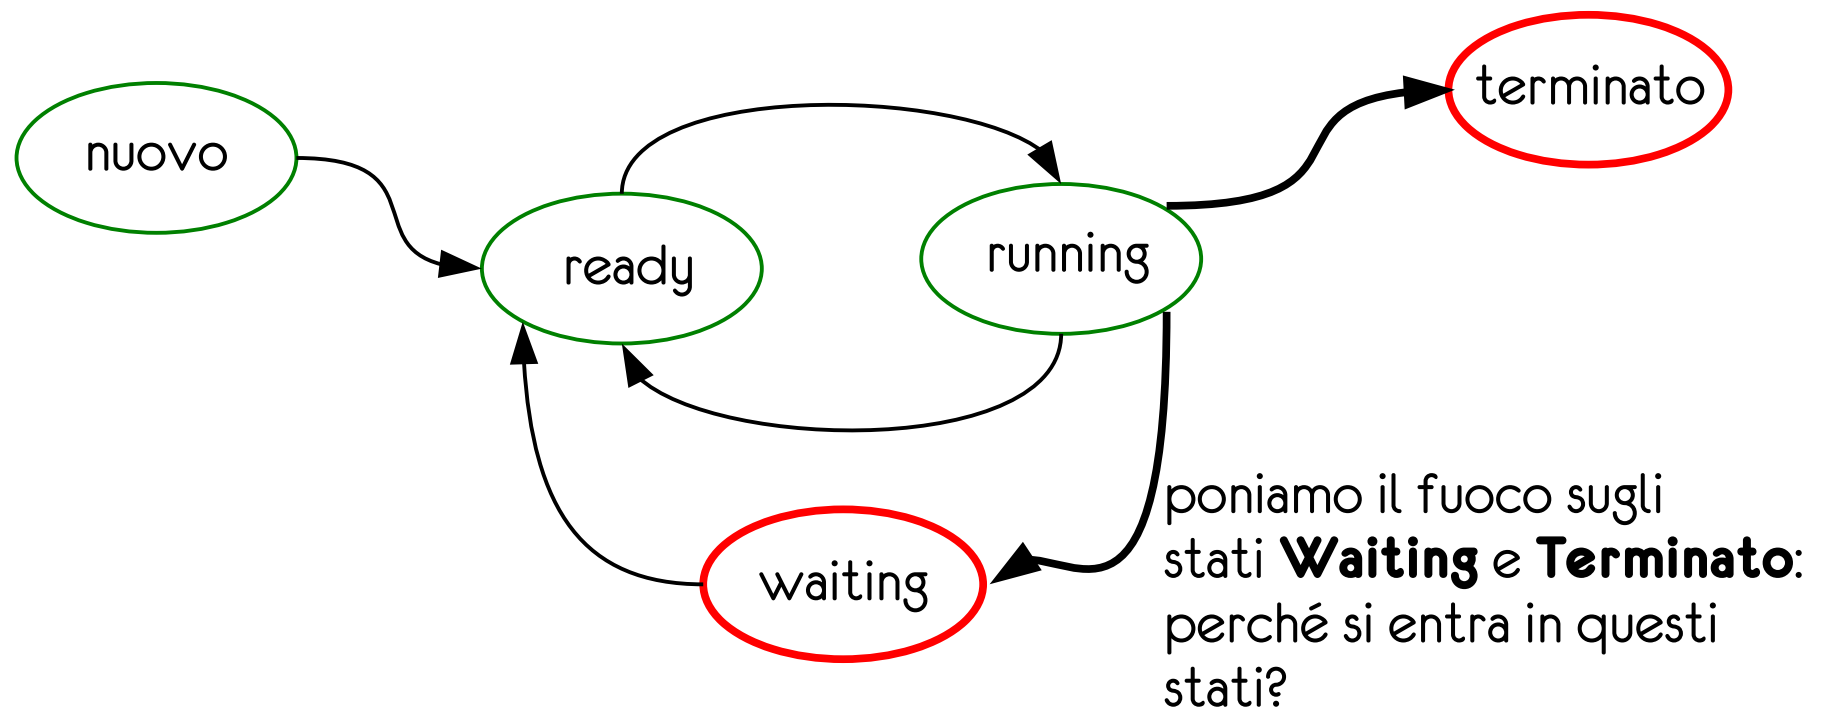 terminato
nuovo
ready
running
waiting
poniamo il fuoco sugli
stati Waiting e Terminato:
perché si entra in questi
stati?